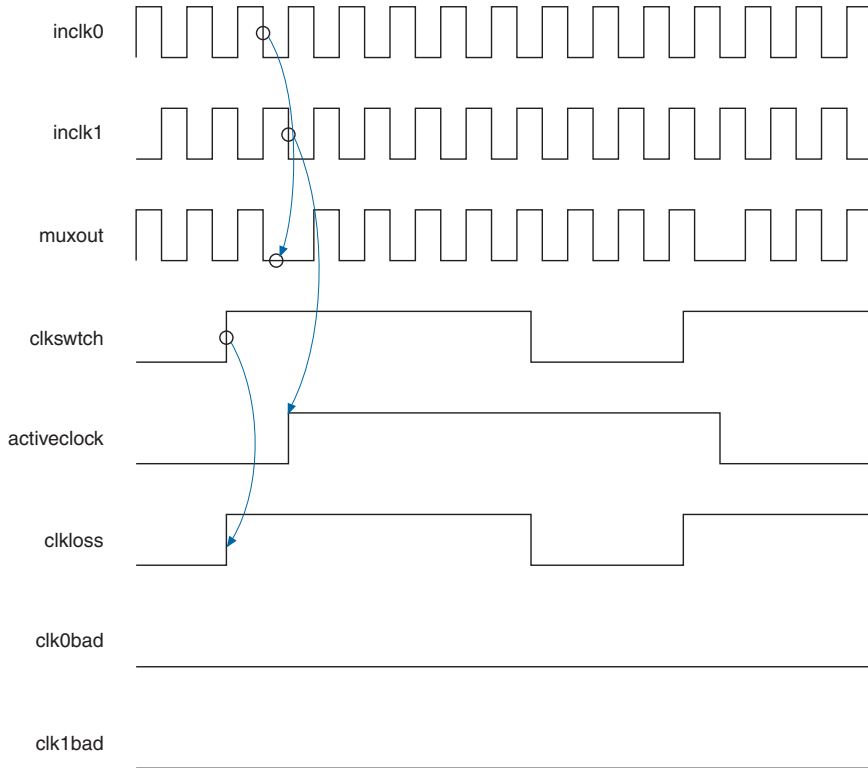 inclk0
inclk1
muxout
clkswtch
activeclock
clkloss
clk0bad
clk1bad